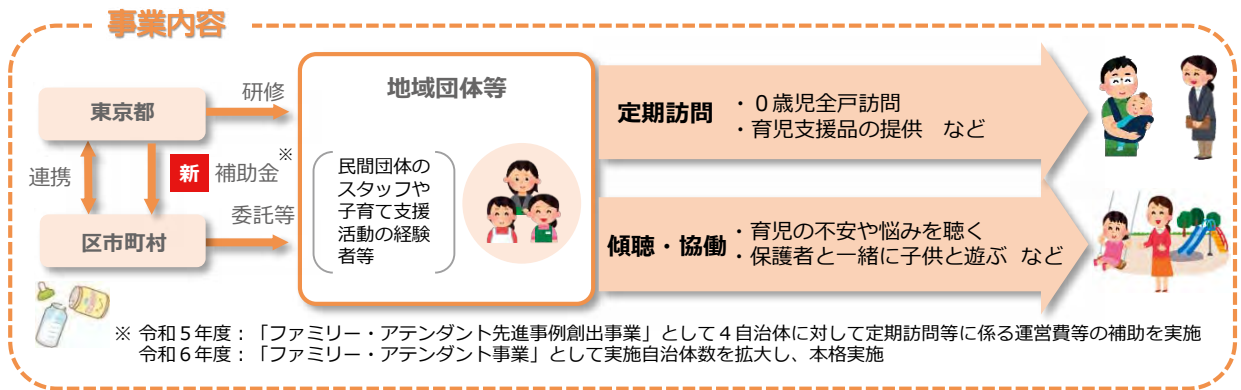 事業内容
東京都
研修
連携
新 補助金※
区市町村
委託等
地域団体等
民間団体の
スタッフや
子育て支援
活動の経験
者等
定期訪問
・０歳児全戸訪問
・育児支援品の提供　など
傾聴・協働
・育児の不安や悩みを聴く
・保護者と一緒に子供と遊ぶ　など
※ 令和５年度：「ファミリー・アテンダント先進事例創出事業」として４自治体に対して定期訪問等に係る運営費等の補助を実施
令和６年度：「ファミリー・アテンダント事業」として実施自治体数を拡大し、本格実施